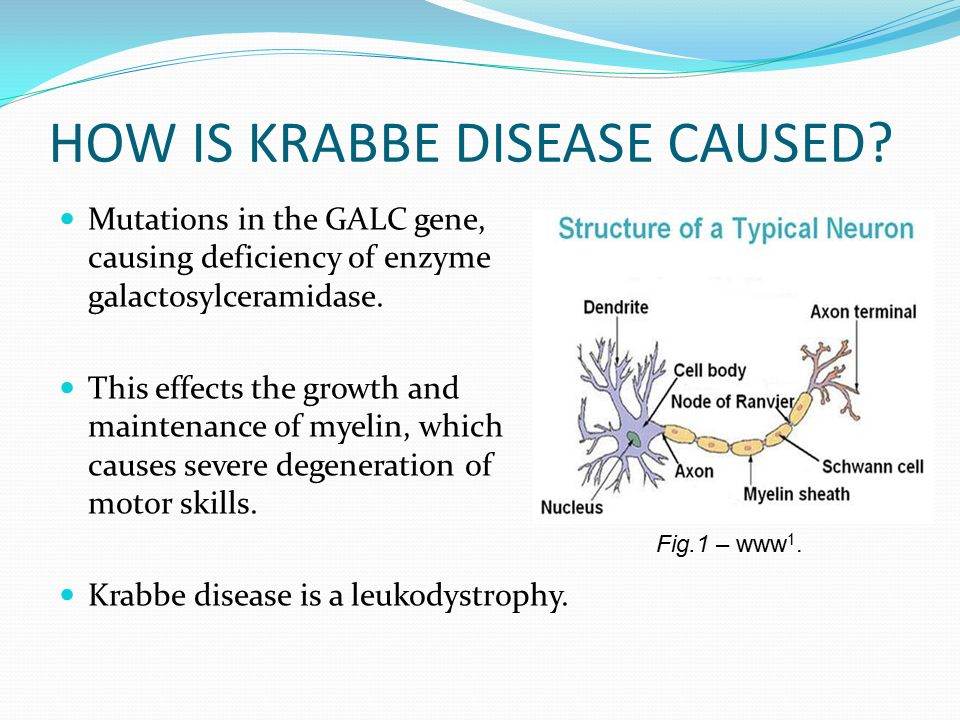 HOW IS KRABBE DISEASE CAUSED?
Mutations in the GALC gene,
causing deficiency of enzyme
galactosylceramidase.
This effects the growth and
maintenance of myelin, which
causes severe degeneration of
motor skills.
Krabbe disease is a leukodystrophy.
Structure of a Typical Neuron
Dendrite
Axon terminal
Cell body
Node of Ranvier
Axon
Schwann cell
Myelin sheath
Nucleus
Fig.1 – www¹.